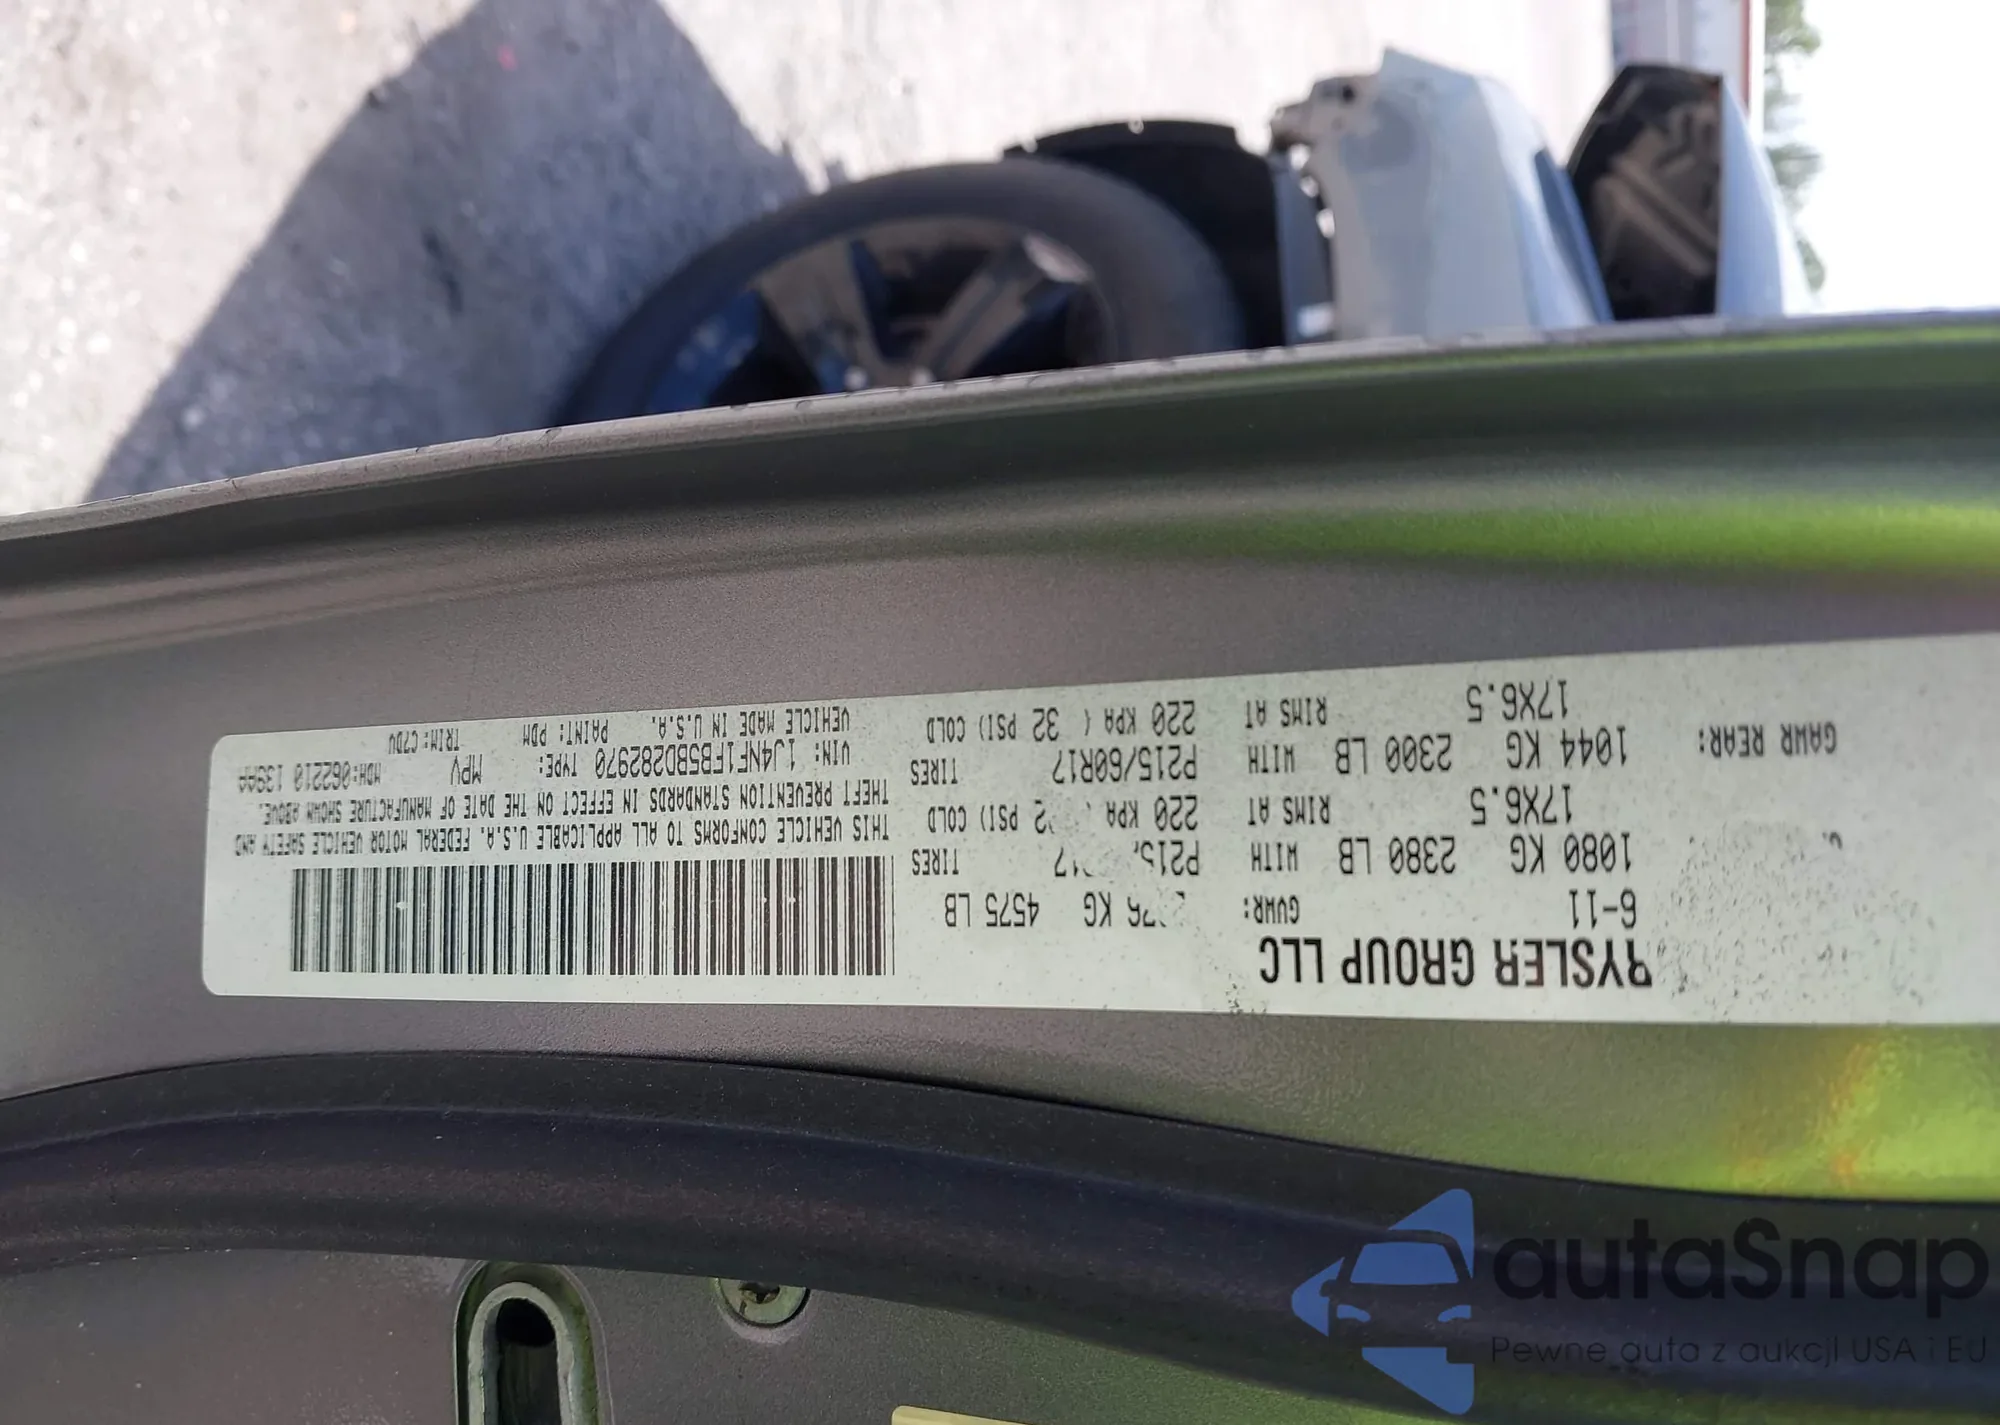 RYSLER GROUP LLC
6-11 GVWR: 4575 LB
1080 KG 2380 LB WITH TIRES
17X6.5 RIMS AT 220 KPA PSI) COLD
GAWR REAR: 1044 KG 2300 LB WITH P215/60R17 TIRES
17X6.5 RIMS AT 220 KPA ( 32 PSI) COLD
THIS VEHICLE CONFORMS TO ALL APPLICABLE U.S.A. FEDERAL MOTOR VEHICLE SAFETY AND
THEFT PREVENTION STANDARDS IN EFFECT ON THE DATE OF MANUFACTURE SHOWN ABOVE.
VIN: 1J4NF1FB5BD282970 TYPE: MPV MDH:062210 139AA
VEHICLE MADE IN U.S.A. PAINT: PDM TRIM: C7DV
autaSnap
Pewne auta z aukcji USA i EU